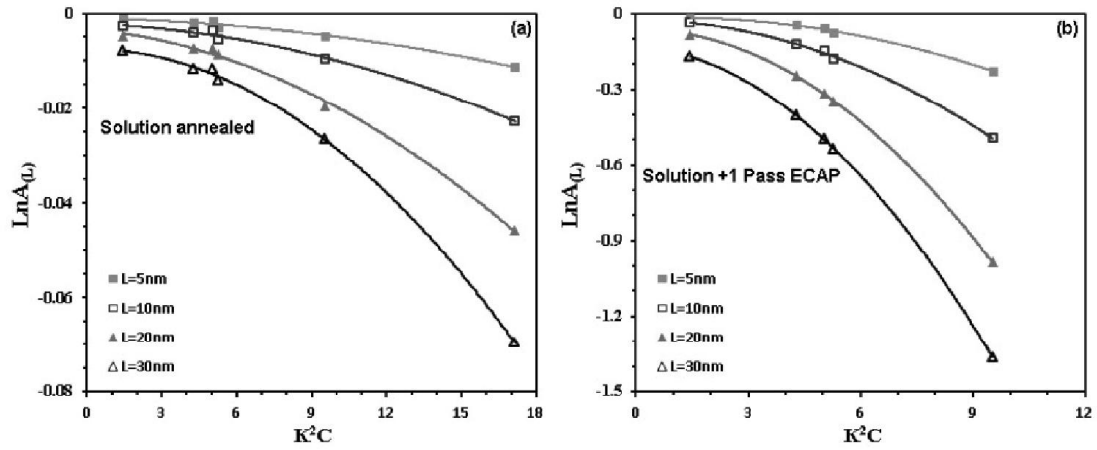 (a)
0
-0.02
-0.04
-0.06
-0.08
LnA(L)
Solution annealed
L=5nm
L=10nm
L=20nm
L=30nm
0 3 6 9 12 15 18
K²C
(b)
0
-0.3
-0.6
-0.9
-1.2
-1.5
LnA(L)
Solution +1 Pass ECAP
L=5nm
L=10nm
L=20nm
L=30nm
0 3 6 9 12
K²C